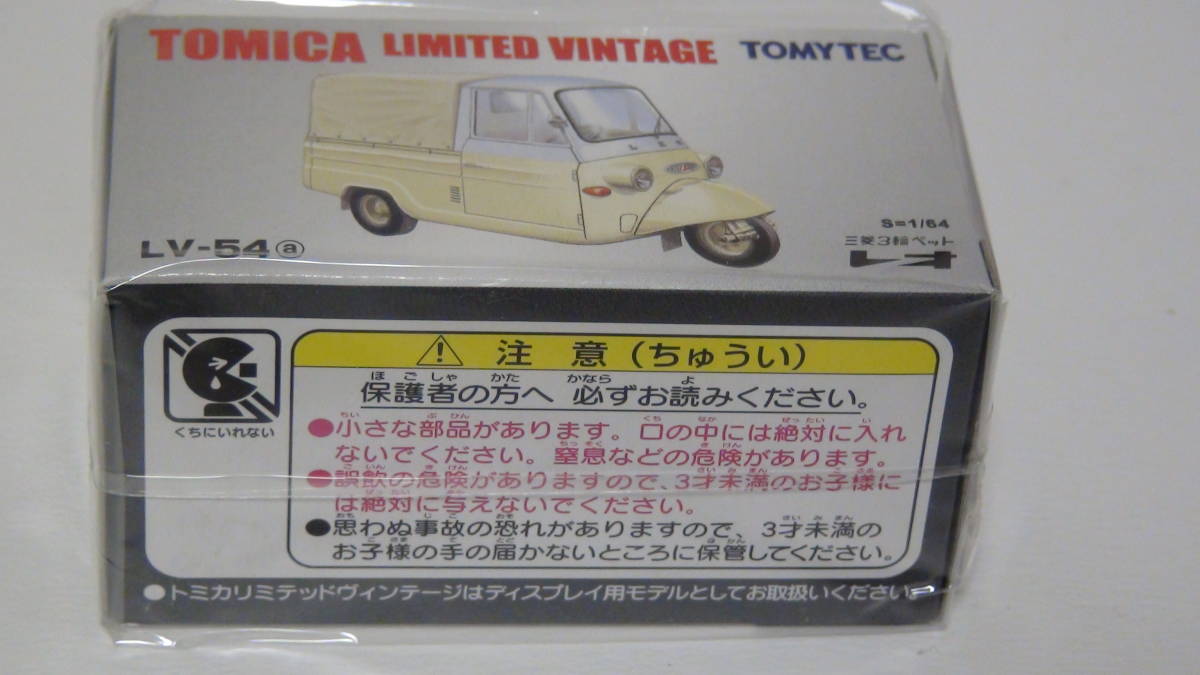 TOMICA LIMITED VINTAGE TOMYTEC
LV-54 ⓐ
S=1/64
三菱3輪ペット
レオ
くちにいれない
注意(ちゅうい)
保護者の方へ 必ずお読みください。
●小さな部品があります。口の中には絶対に入れ
ないでください。窒息などの危険があります。
●誤飲の危険がありますので、3才未満のお子様に
は絶対に与えないでください。
●思わぬ事故の恐れがありますので、3才未満の
お子様の手の届かないところに保管してください。
●トミカリミテッドヴィンテージはディスプレイ用モデルとしてお取扱いください。